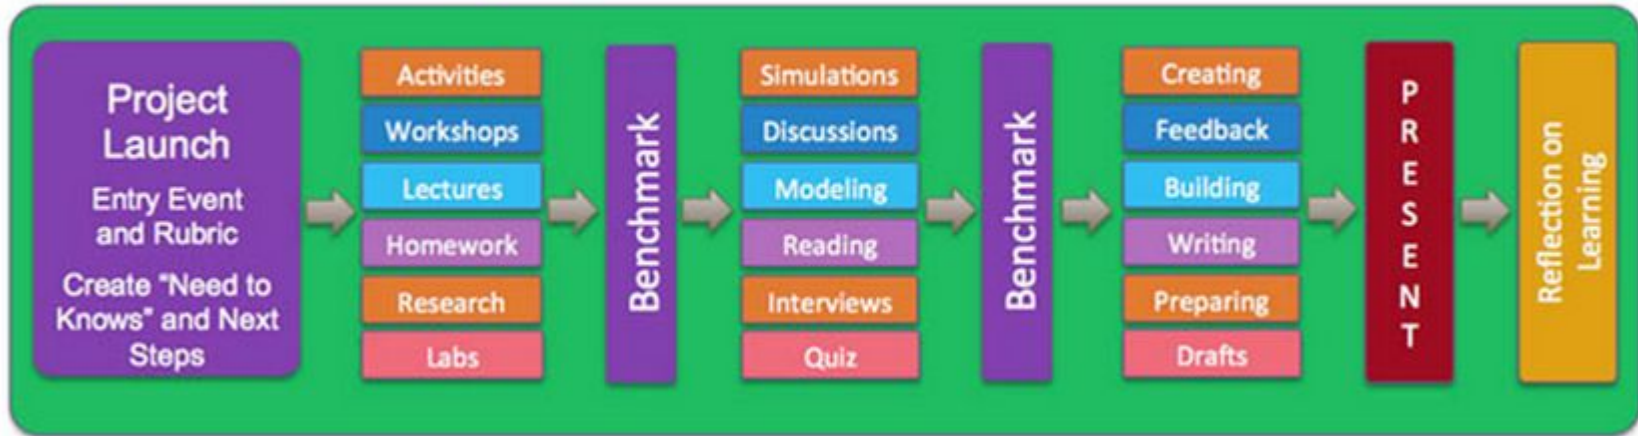 Project
Launch
Entry Event
and Rubric
Create “Need to
Knows” and Next
Steps
Activities
Workshops
Lectures
Homework
Research
Labs
Benchmark
Simulations
Discussions
Modeling
Reading
Interviews
Quiz
Benchmark
Creating
Feedback
Building
Writing
Preparing
Drafts
PRESENT
Reflection on
Learning